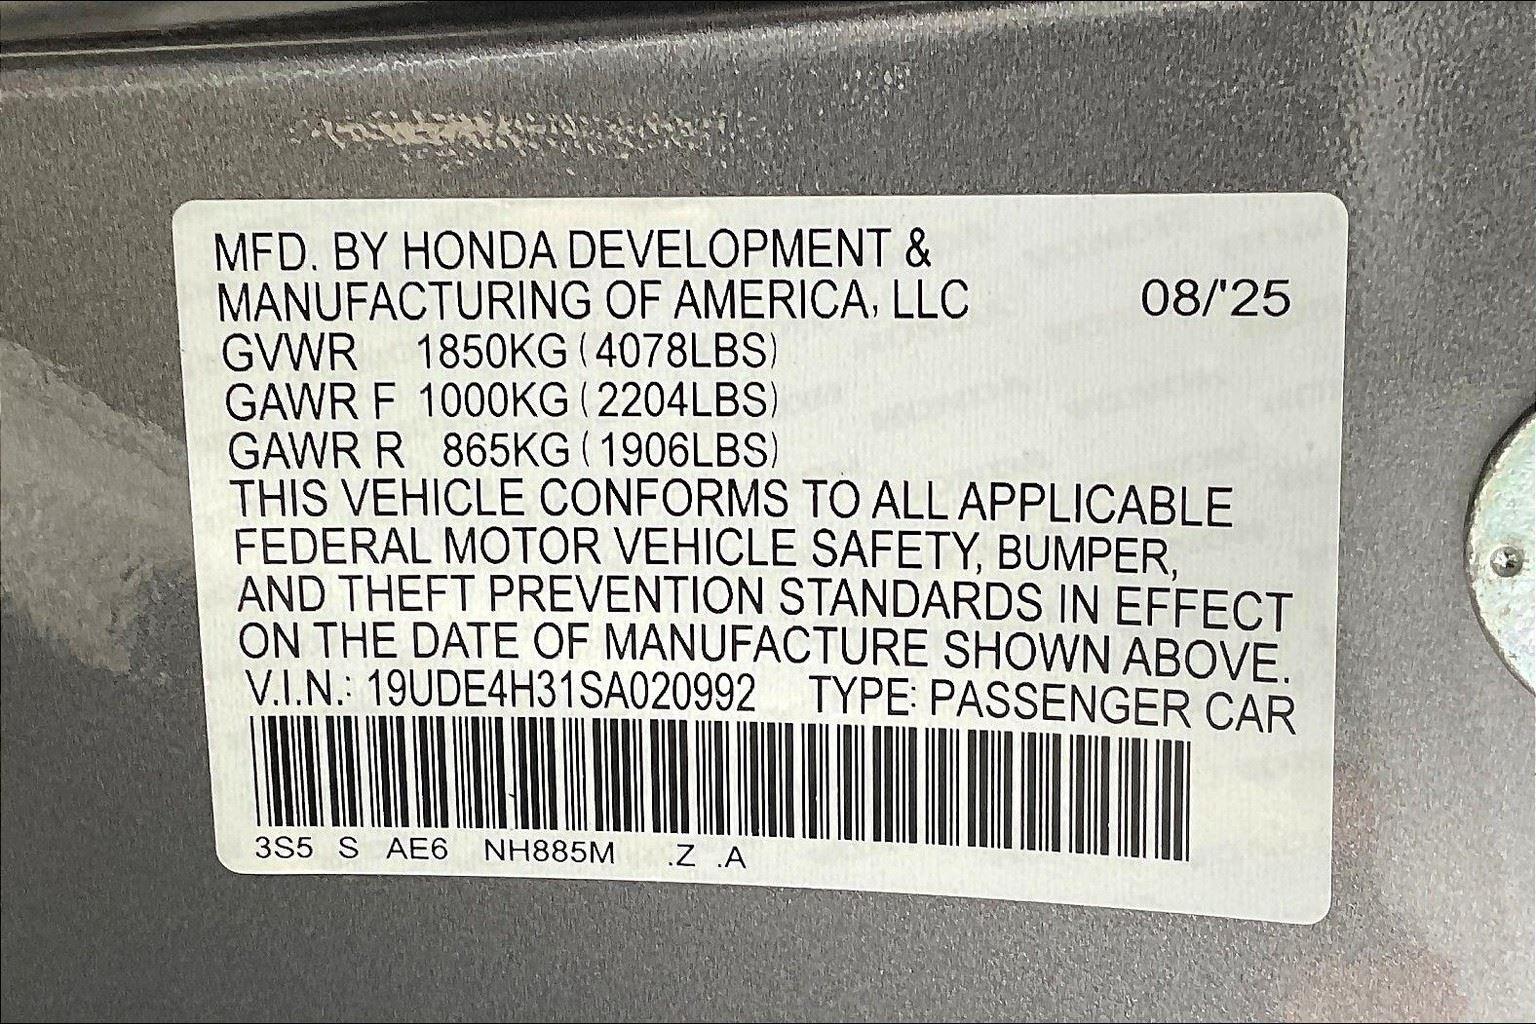 MFD. BY HONDA DEVELOPMENT &
MANUFACTURING OF AMERICA, LLC 08/'25
GVWR 1850KG (4078LBS)
GAWR F 1000KG (2204LBS)
GAWR R 865KG (1906LBS)
THIS VEHICLE CONFORMS TO ALL APPLICABLE
FEDERAL MOTOR VEHICLE SAFETY, BUMPER,
AND THEFT PREVENTION STANDARDS IN EFFECT
ON THE DATE OF MANUFACTURE SHOWN ABOVE.
V.I.N.: 19UDE4H31SA020992 TYPE: PASSENGER CAR
3S5 S AE6 NH885M .Z .A